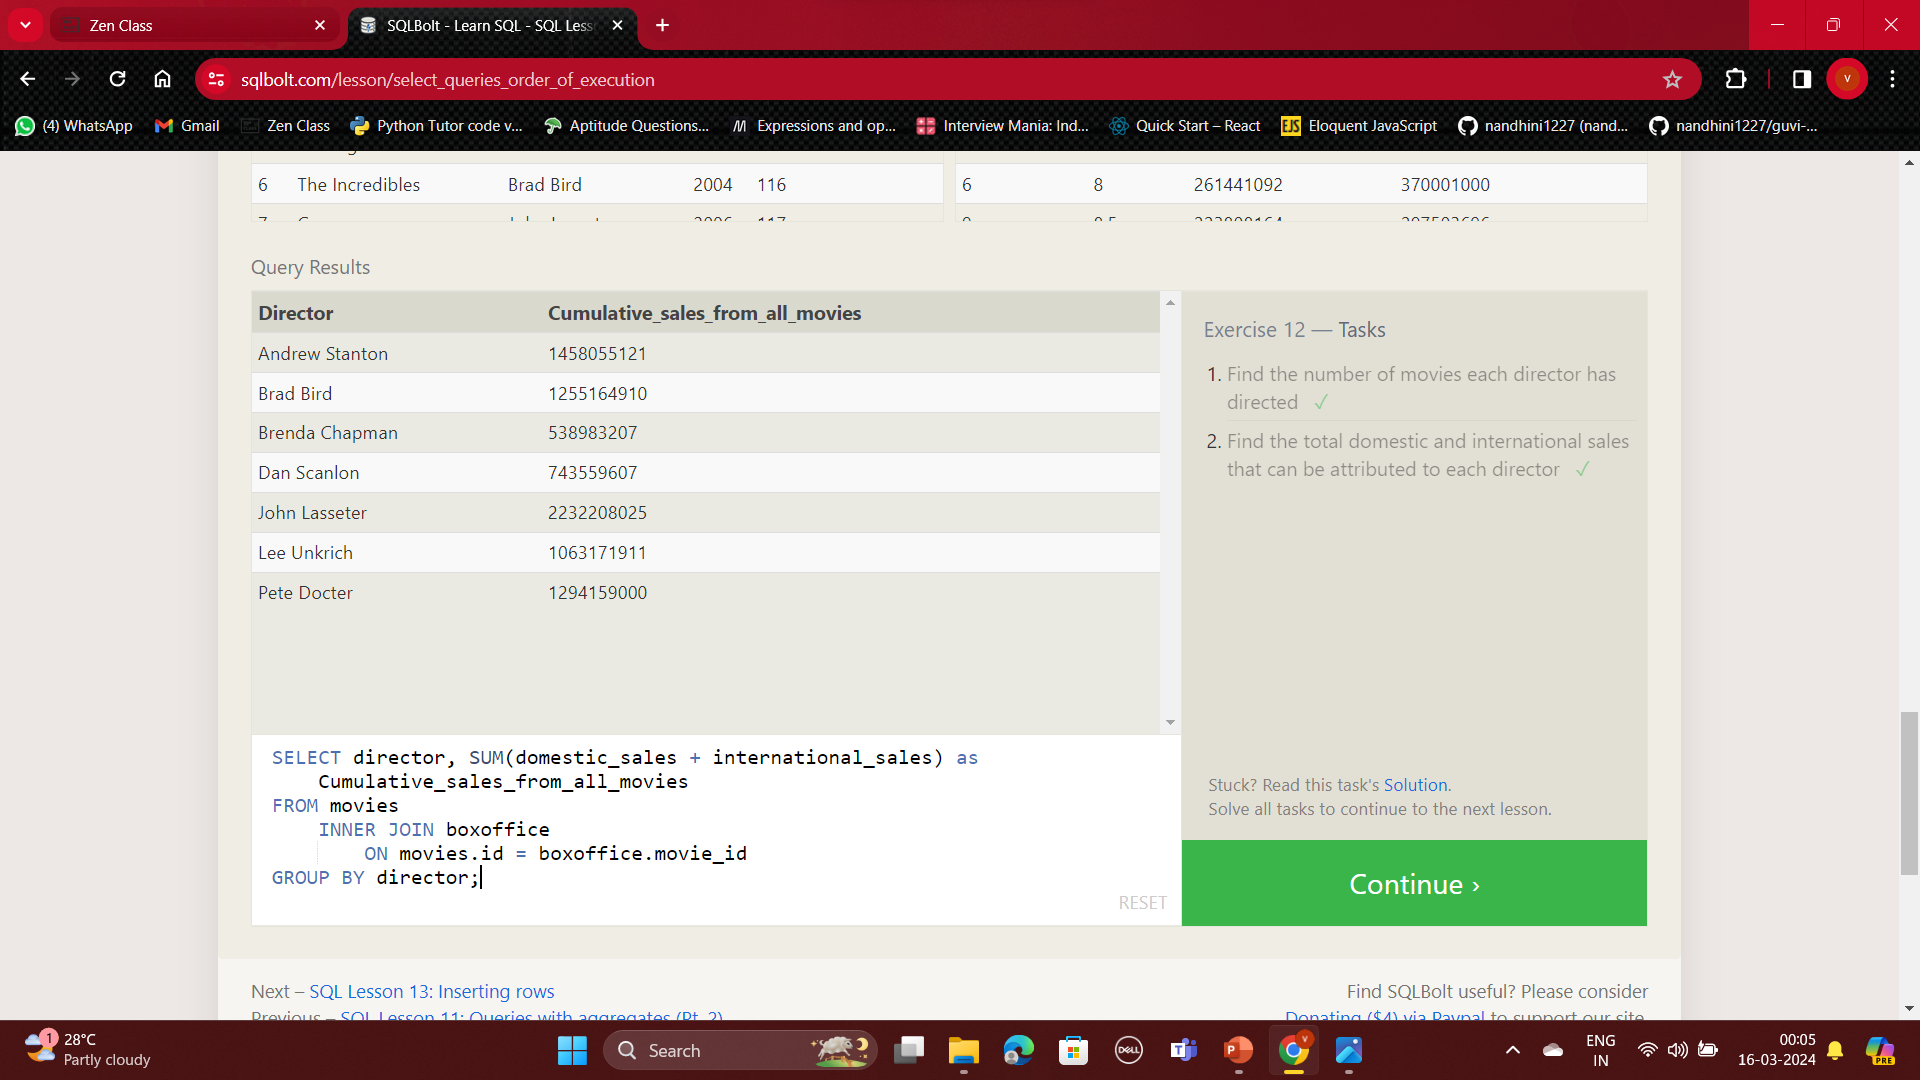 Zen Class
SQLBolt - Learn SQL - SQL Less
sqlbolt.com/lesson/select_queries_order_of_execution
V
(4) WhatsApp
Gmail
Zen Class
Python Tutor code v...
Aptitude Questions...
Expressions and op...
Interview Mania: Ind...
Quick Start – React
Eloquent JavaScript
nandhini1227 (nand...
nandhini1227/guvi-...
6 The Incredibles Brad Bird 2004 116
6 8 261441092 370001000
Query Results
Director Cumulative_sales_from_all_movies
Andrew Stanton 1458055121
Brad Bird 1255164910
Brenda Chapman 538983207
Dan Scanlon 743559607
John Lasseter 2232208025
Lee Unkrich 1063171911
Pete Docter 1294159000
SELECT director, SUM(domestic_sales + international_sales) as
Cumulative_sales_from_all_movies
FROM movies
INNER JOIN boxoffice
ON movies.id = boxoffice.movie_id
GROUP BY director;
RESET
Exercise 12 — Tasks
1. Find the number of movies each director has
directed ✓
2. Find the total domestic and international sales
that can be attributed to each director ✓
Stuck? Read this task's Solution.
Solve all tasks to continue to the next lesson.
Continue ›
Next – SQL Lesson 13: Inserting rows
Previous – SQL Lesson 11: Queries with aggregates (Pt. 2)
Find SQLBolt useful? Please consider
Donating ($4) via Paypal to support our site.
1
28°C
Partly cloudy
Search
DELL
ENG
IN
00:05
16-03-2024
PRE